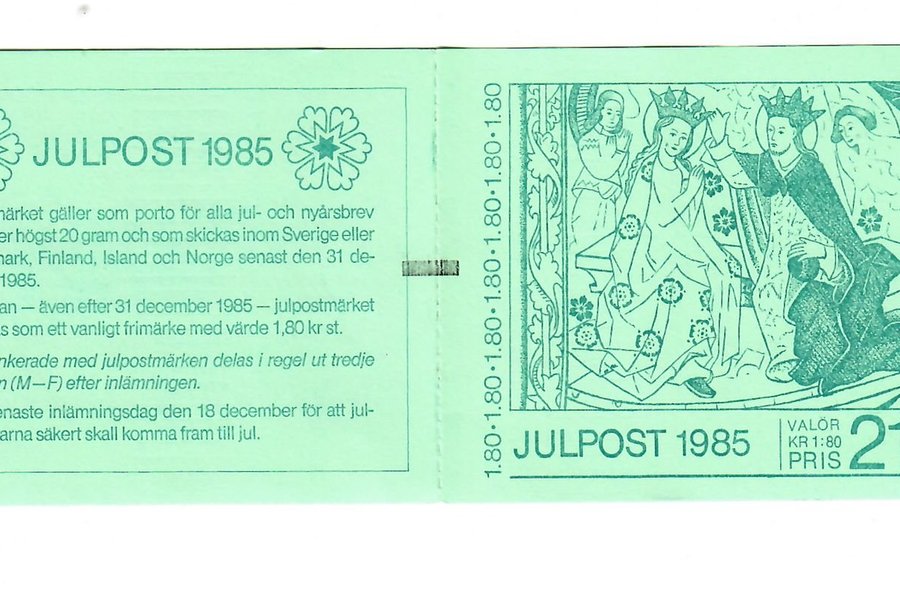 JULPOST 1985
märket gäller som porto för alla jul- och nyårsbrev
er högst 20 gram och som skickas inom Sverige eller
mark, Finland, Island och Norge senast den 31 de-
1985.
an – även efter 31 december 1985 – julpostmärket
s som ett vanligt frimärke med värde 1,80 kr st.
nkerade med julpostmärken delas i regel ut tredje
n (M–F) efter inlämningen.
enaste inlämningsdag den 18 december för att jul-
arna säkert skall komma fram till jul.
1.80·1.80·1.80·1.80·1.80·1.80·1.80·1.80
JULPOST 1985
VALÖR
KR 1:80
PRIS
21